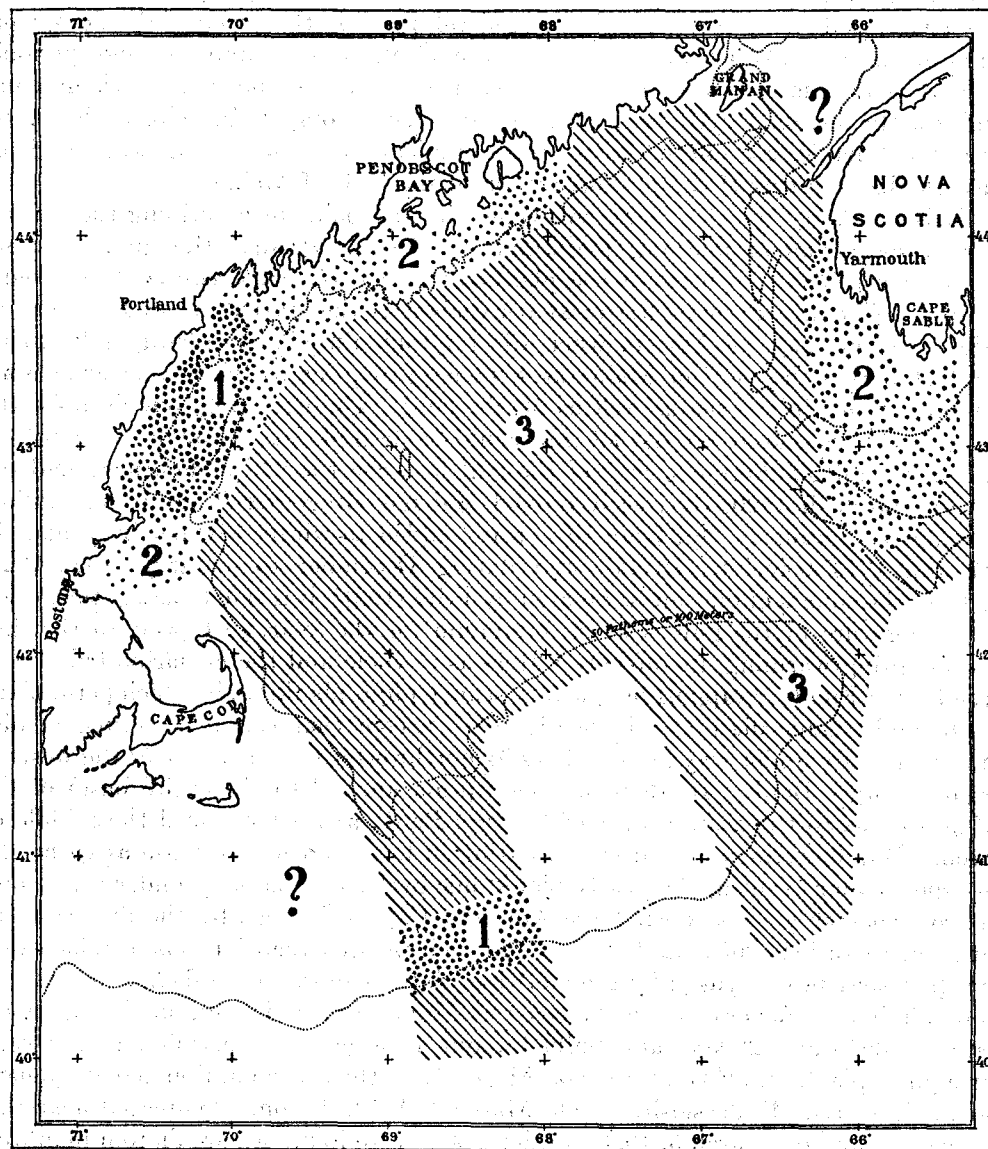 71° 70° 69° 68° 67° 66°
GRAND
MANAN
?
PENOBSCOT
BAY
NOVA
SCOTIA
44° 44
2
Yarmouth
Portland
CAPE
SABLE
1
2
3
43° 43
2
Boston
50 Fathoms or 100 Meters
42° 42
3
CAPE COD
41° 41
?
1
40° 40
71° 70° 69° 68° 67° 66°